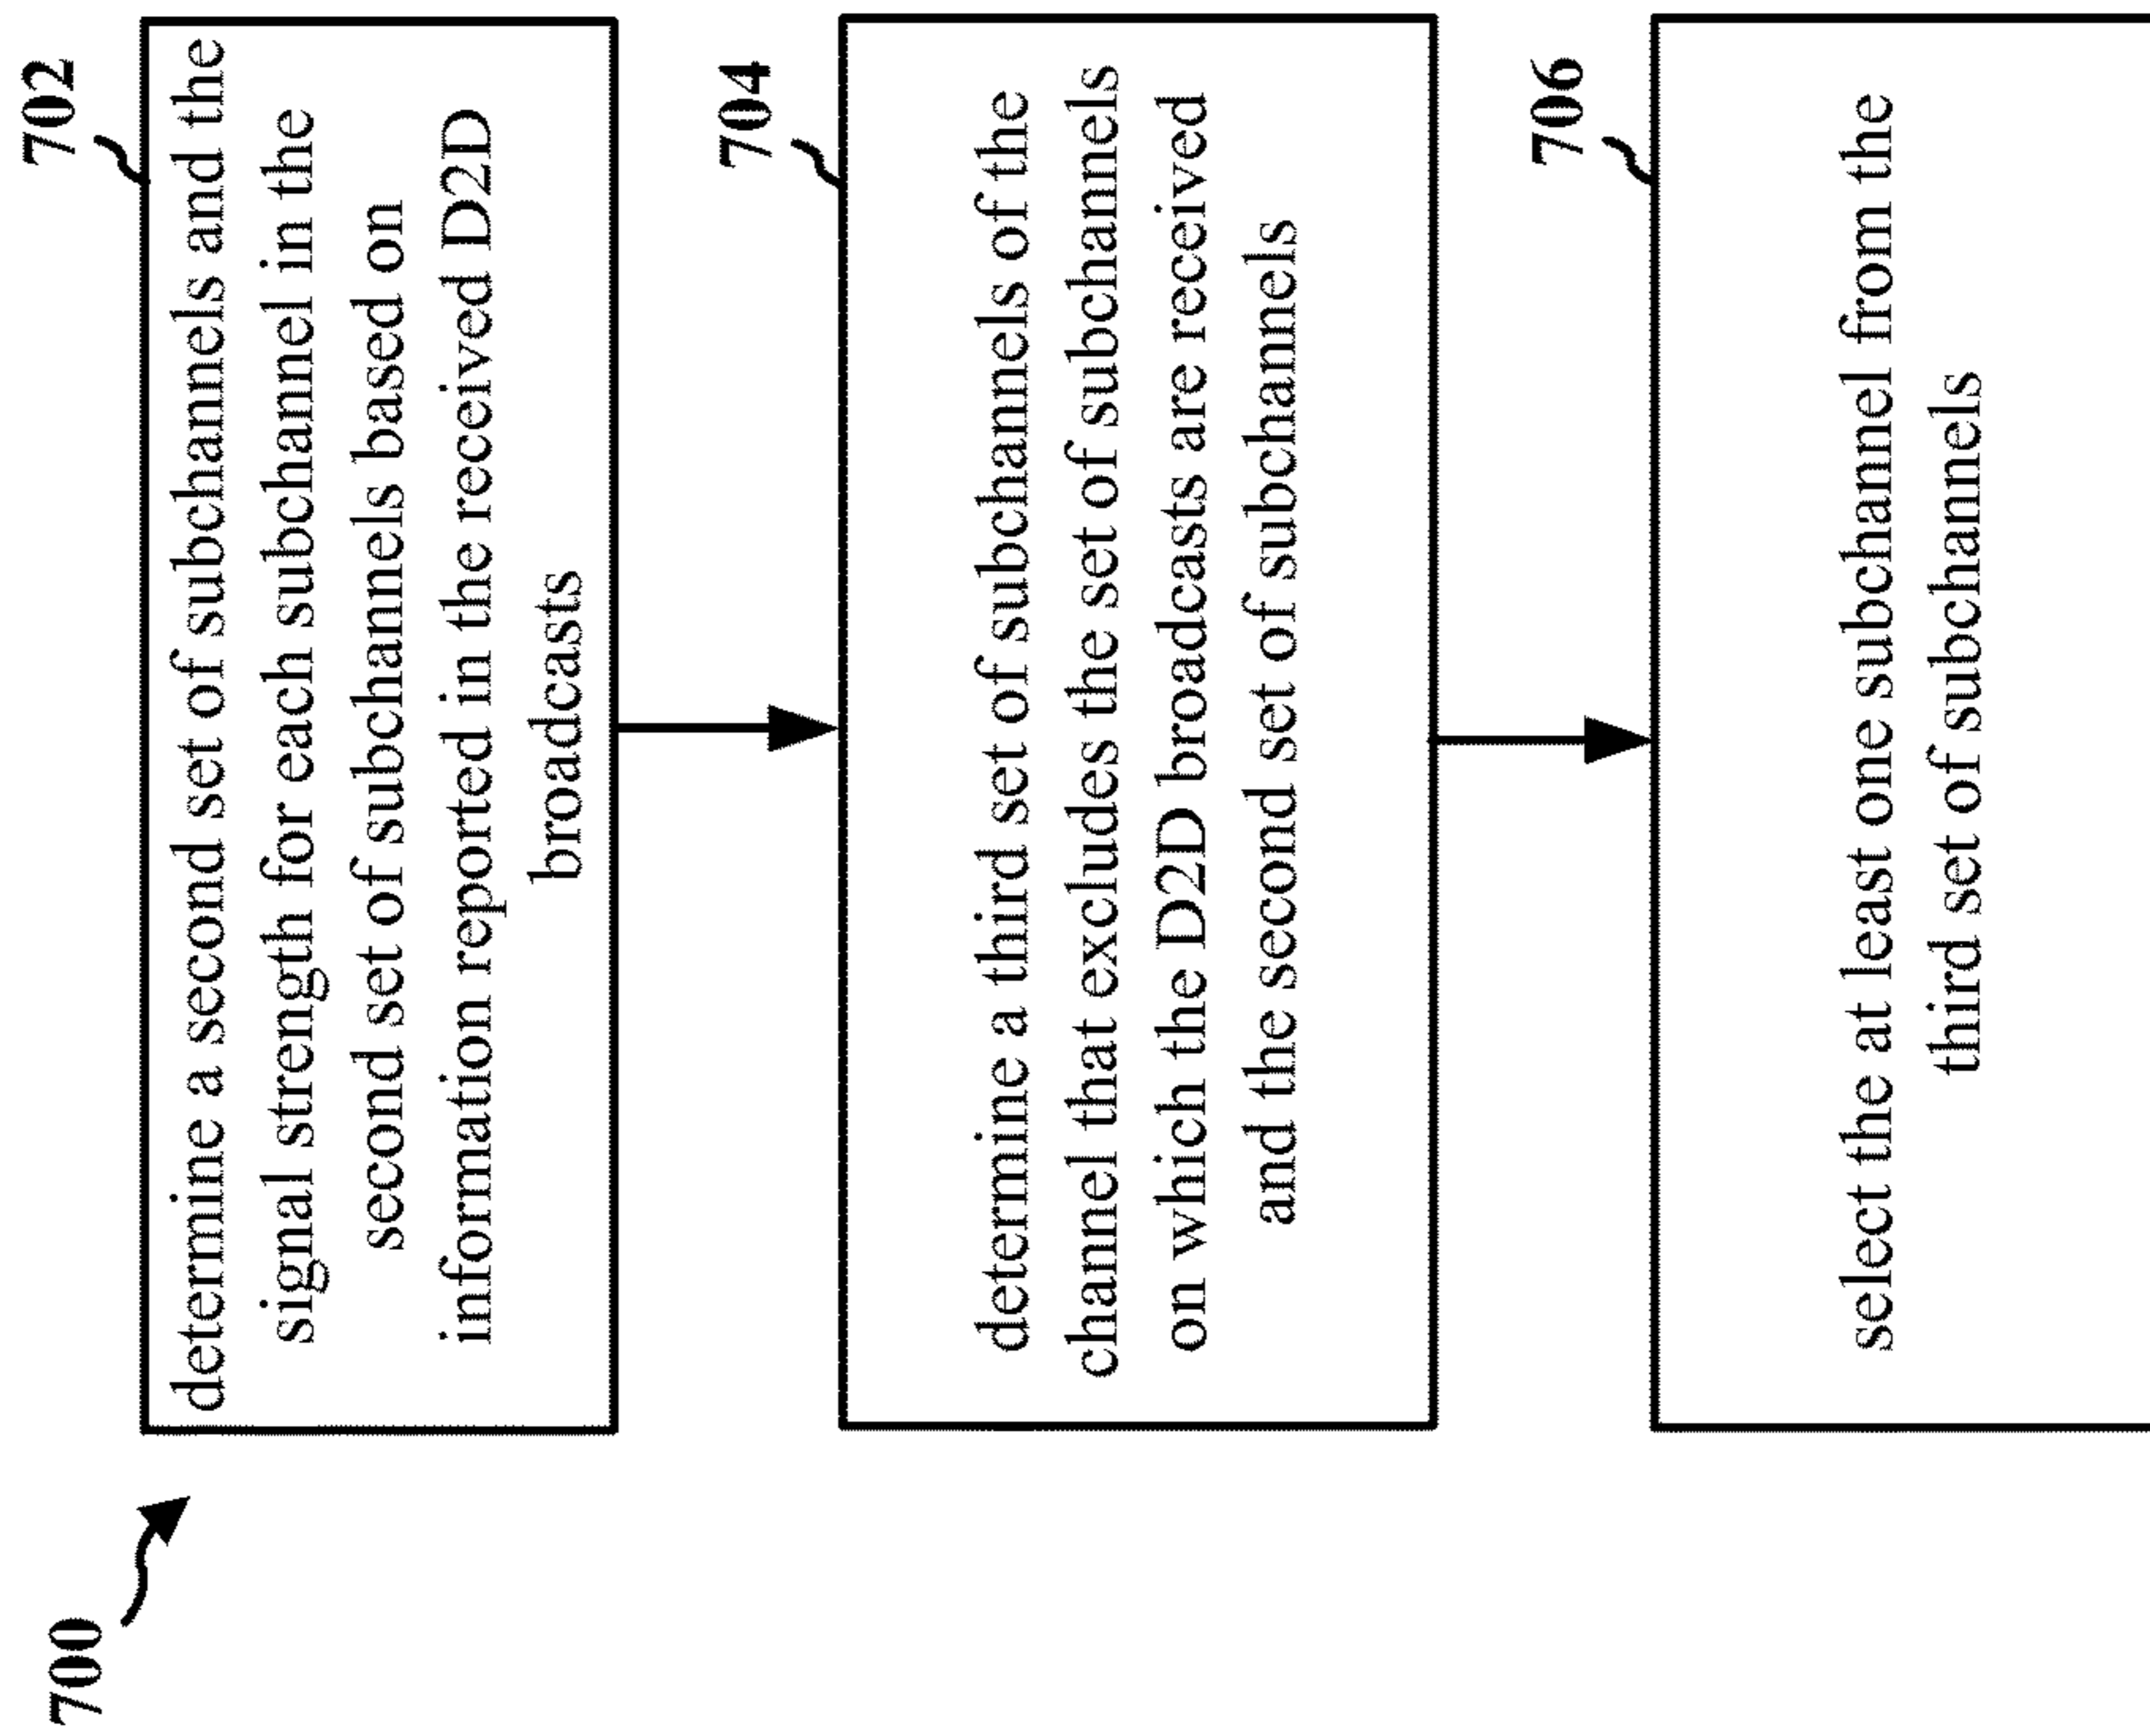 700
702
determine a second set of subchannels and the
signal strength for each subchannel in the
second set of subchannels based on
information reported in the received D2D
broadcasts
704
determine a third set of subchannels of the
channel that excludes the set of subchannels
on which the D2D broadcasts are received
and the second set of subchannels
706
select the at least one subchannel from the
third set of subchannels